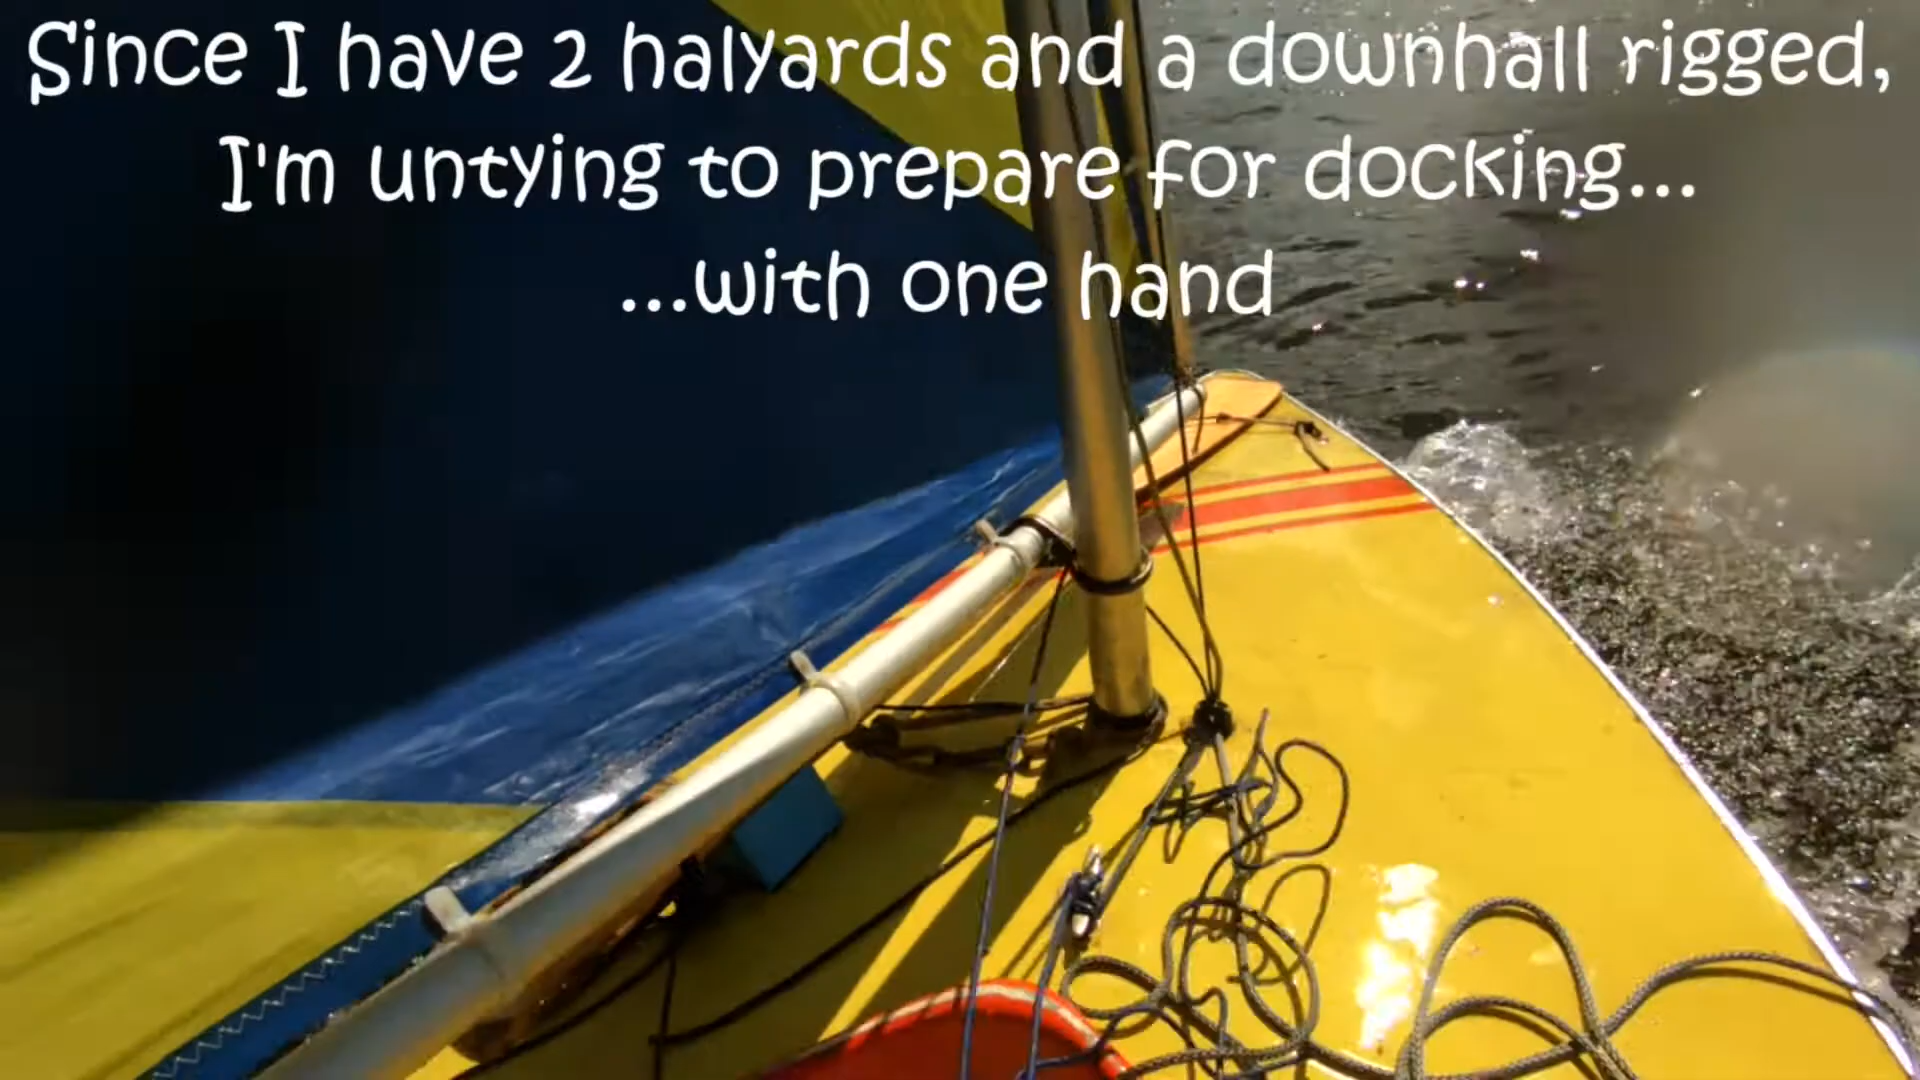 Since I have 2 halyards and a downhall rigged,
I'm untying to prepare for docking...
...with one hand